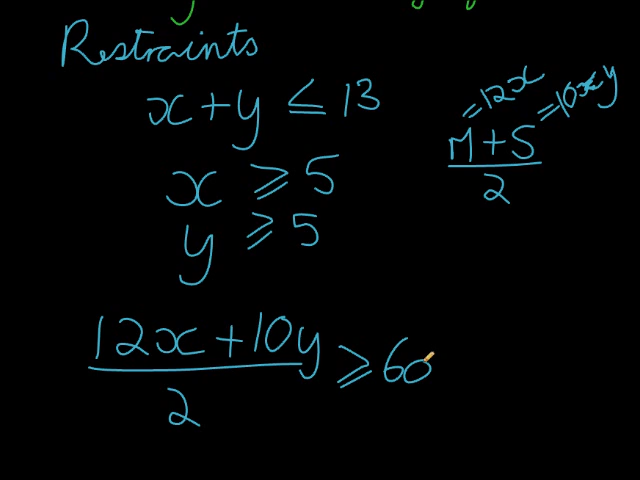 Restraints
x + y ≤ 13
x ≥ 5
y ≥ 5
=12x =10xy
M + S
2
12x + 10y
2
≥ 60